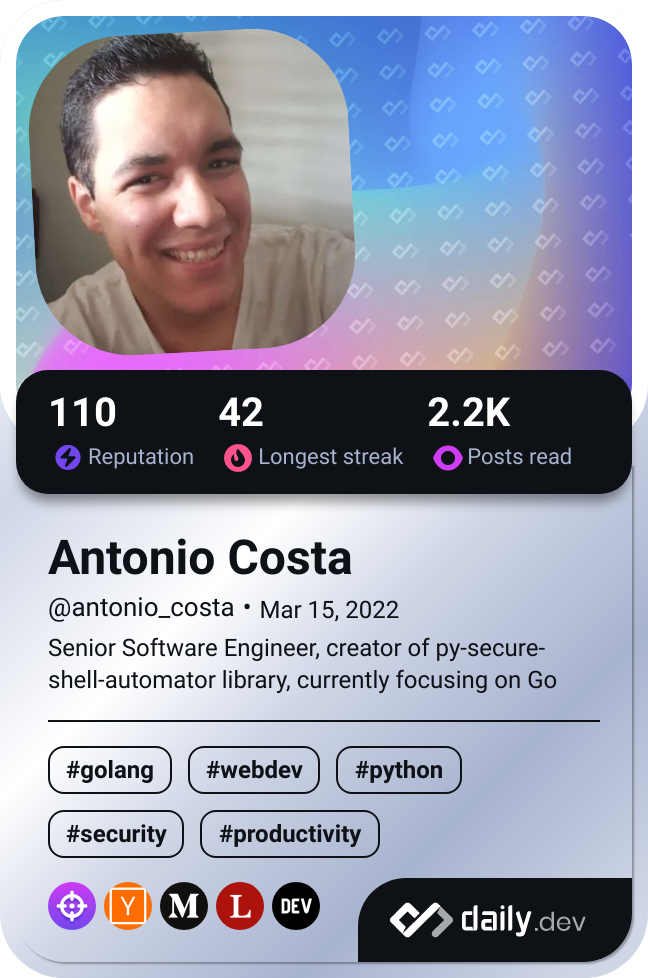 110 42 2.2K
Reputation Longest streak Posts read
Antonio Costa
@antonio_costa • Mar 15, 2022
Senior Software Engineer, creator of py-secure-
shell-automator library, currently focusing on Go
#golang #webdev #python
#security #productivity
Y M L DEV
daily.dev